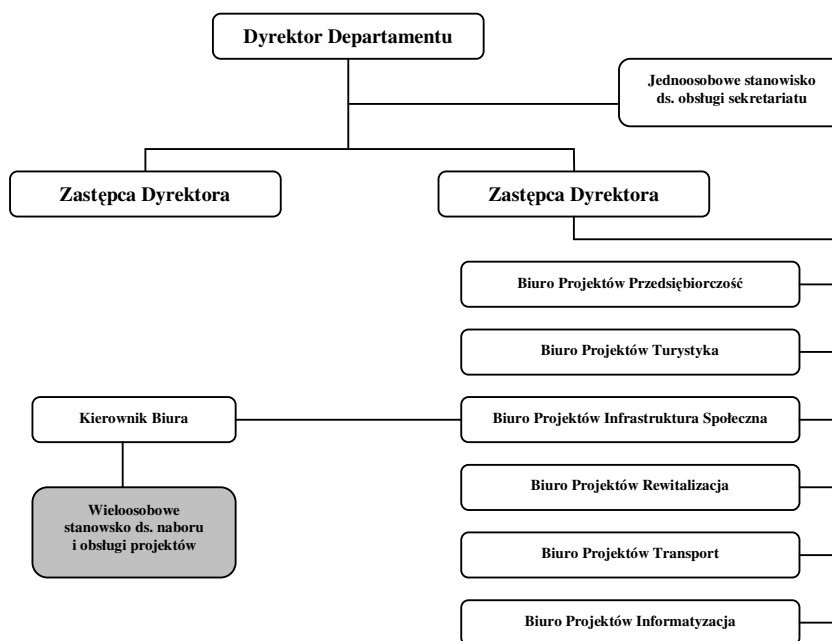 Dyrektor Departamentu
Jednoosobowe stanowisko
ds. obsługi sekretariatu
Zastępca Dyrektora
Zastępca Dyrektora
Biuro Projektów Przedsiębiorczość
Biuro Projektów Turystyka
Kierownik Biura
Biuro Projektów Infrastruktura Społeczna
Wieloosobowe
stanowsko ds. naboru
i obsługi projektów
Biuro Projektów Rewitalizacja
Biuro Projektów Transport
Biuro Projektów Informatyzacja